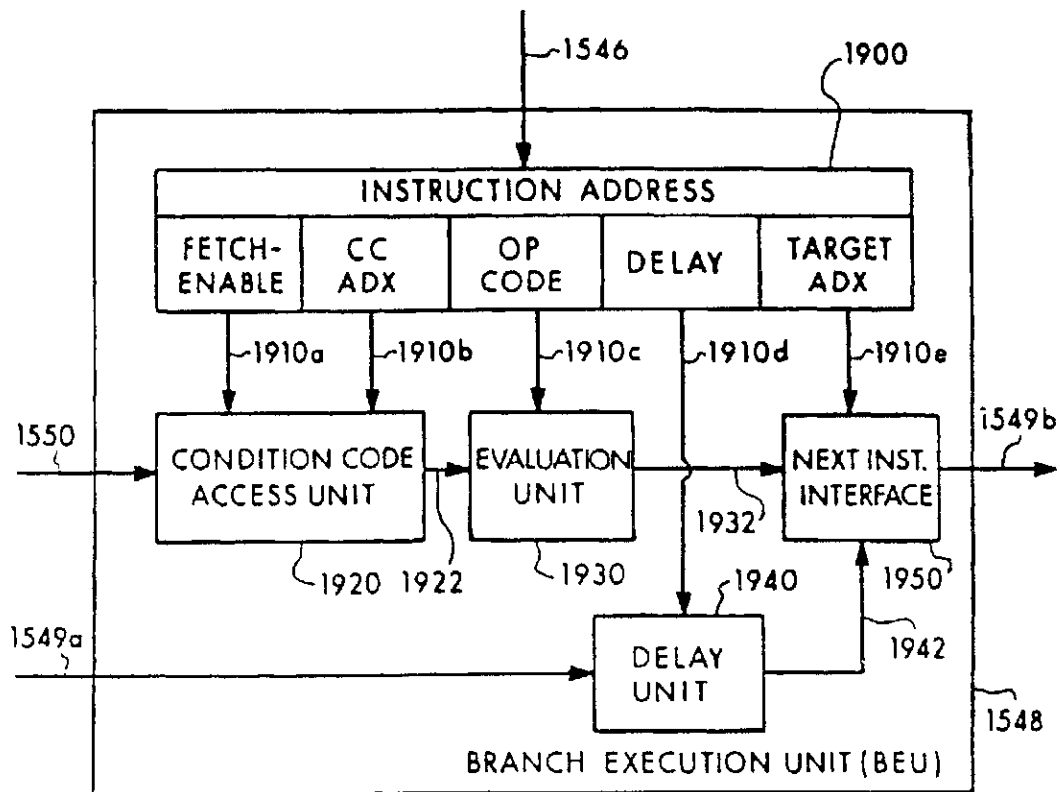 1546
1900
INSTRUCTION ADDRESS
FETCH-
ENABLE
CC
ADX
OP
CODE
DELAY
TARGET
ADX
1910a
1910b
1910c
1910d
1910e
1550
CONDITION CODE
ACCESS UNIT
EVALUATION
UNIT
NEXT INST.
INTERFACE
1549b
1920
1922
1930
1932
1940
1950
1549a
DELAY
UNIT
1942
1548
BRANCH EXECUTION UNIT (BEU)